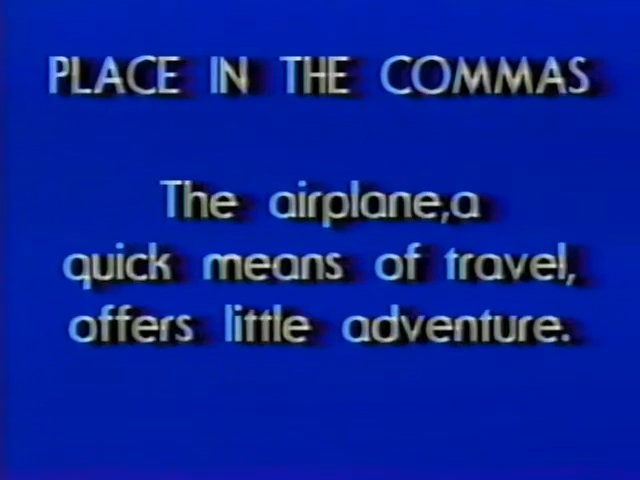 PLACE IN THE COMMAS
The airplane,a
quick means of travel,
offers little adventure.